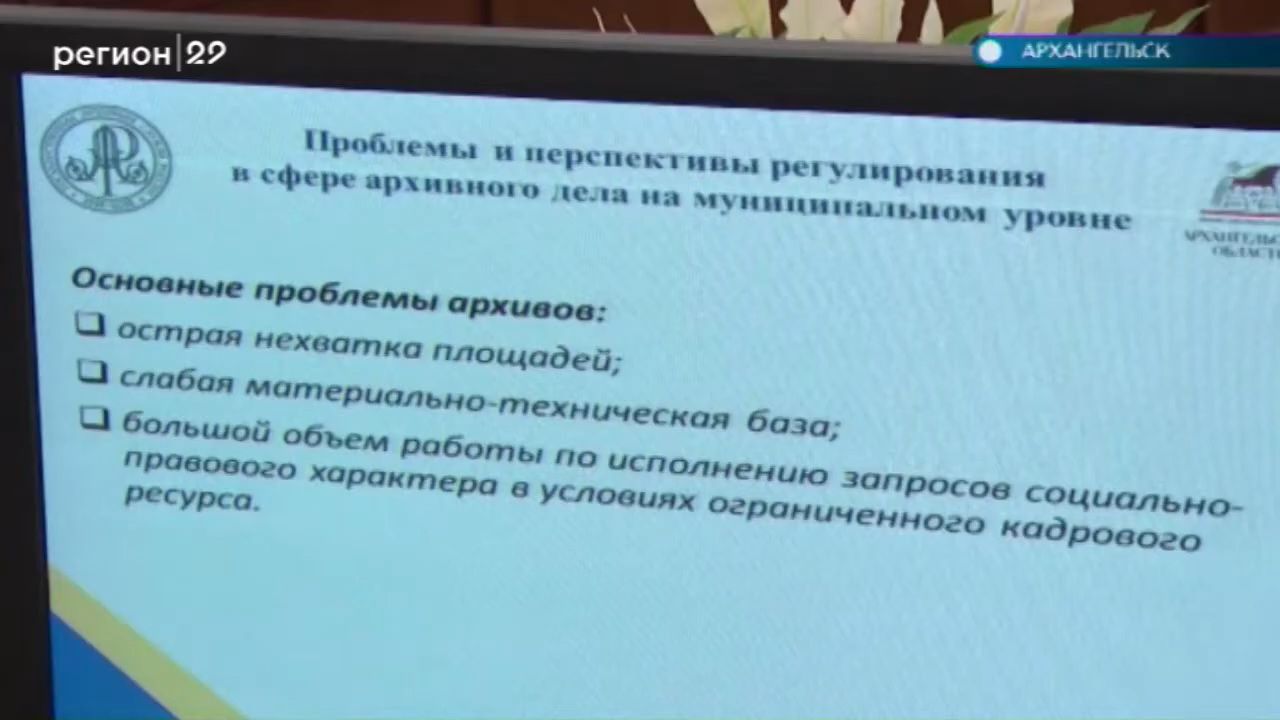 регион|29
АРХАНГЕЛЬСК
Проблемы и перспективы регулирования
в сфере архивного дела на муниципальном уровне
Основные проблемы архивов:
❑ острая нехватка площадей;
❑ слабая материально-техническая база;
❑ большой объем работы по исполнению запросов социально-
правового характера в условиях ограниченного кадрового
ресурса.